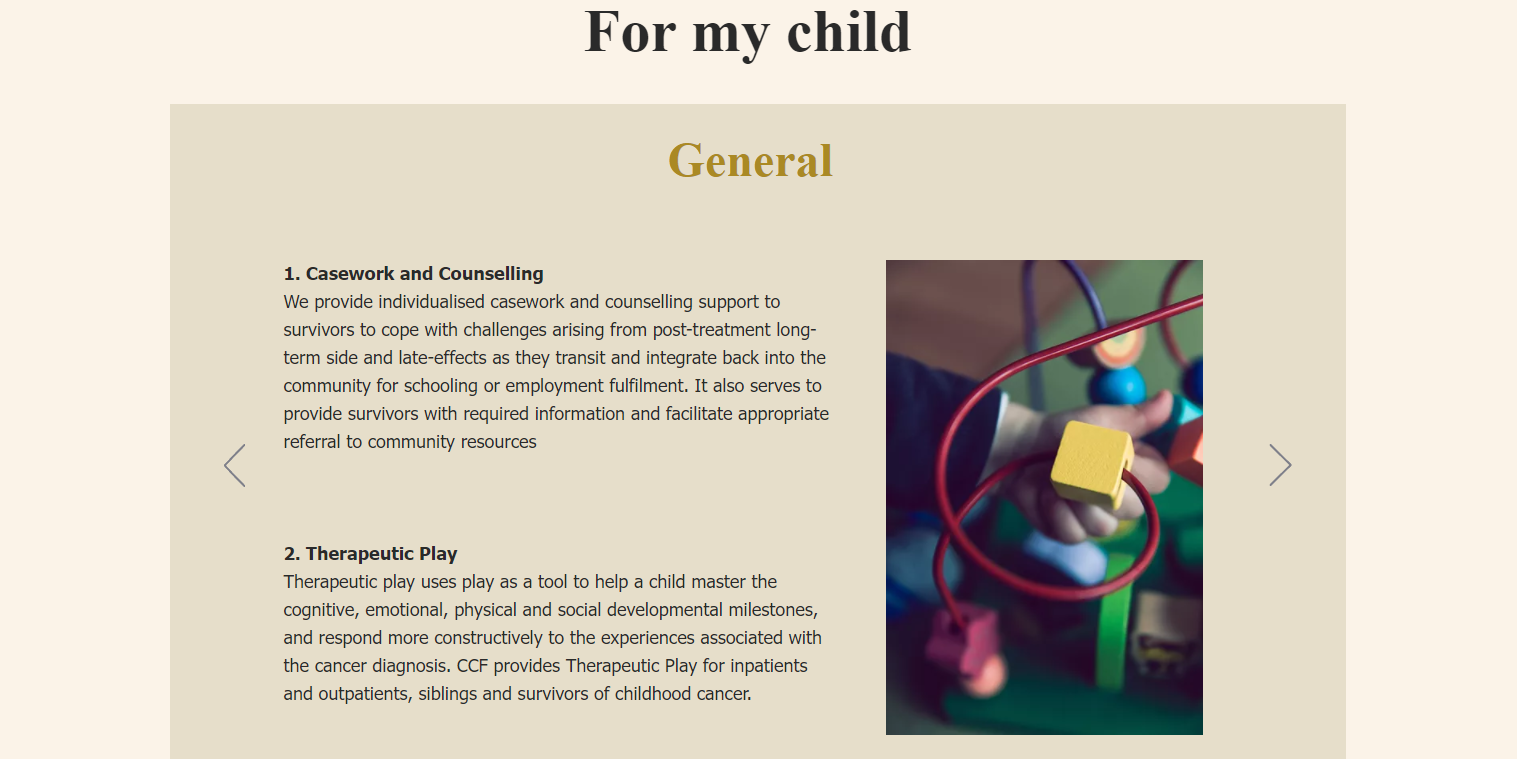 For my child
General
1. Casework and Counselling
We provide individualised casework and counselling support to
survivors to cope with challenges arising from post-treatment long-
term side and late-effects as they transit and integrate back into the
community for schooling or employment fulfilment. It also serves to
provide survivors with required information and facilitate appropriate
referral to community resources
2. Therapeutic Play
Therapeutic play uses play as a tool to help a child master the
cognitive, emotional, physical and social developmental milestones,
and respond more constructively to the experiences associated with
the cancer diagnosis. CCF provides Therapeutic Play for inpatients
and outpatients, siblings and survivors of childhood cancer.